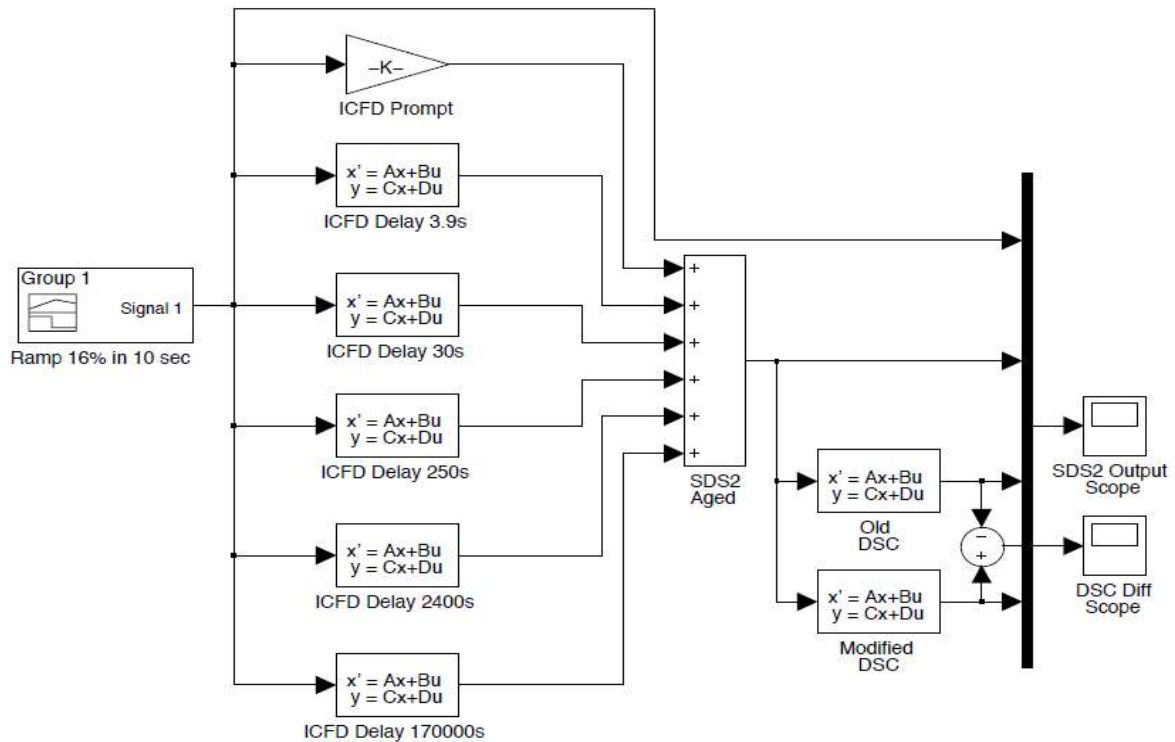 –K–
ICFD Prompt
x' = Ax+Bu
y = Cx+Du
ICFD Delay 3.9s
Group 1
Signal 1
Ramp 16% in 10 sec
x' = Ax+Bu
y = Cx+Du
ICFD Delay 30s
x' = Ax+Bu
y = Cx+Du
ICFD Delay 250s
x' = Ax+Bu
y = Cx+Du
ICFD Delay 2400s
x' = Ax+Bu
y = Cx+Du
ICFD Delay 170000s
+
+
+
+
+
+
SDS2
Aged
x' = Ax+Bu
y = Cx+Du
Old
DSC
x' = Ax+Bu
y = Cx+Du
Modified
DSC
–
+
SDS2 Output
Scope
DSC Diff
Scope